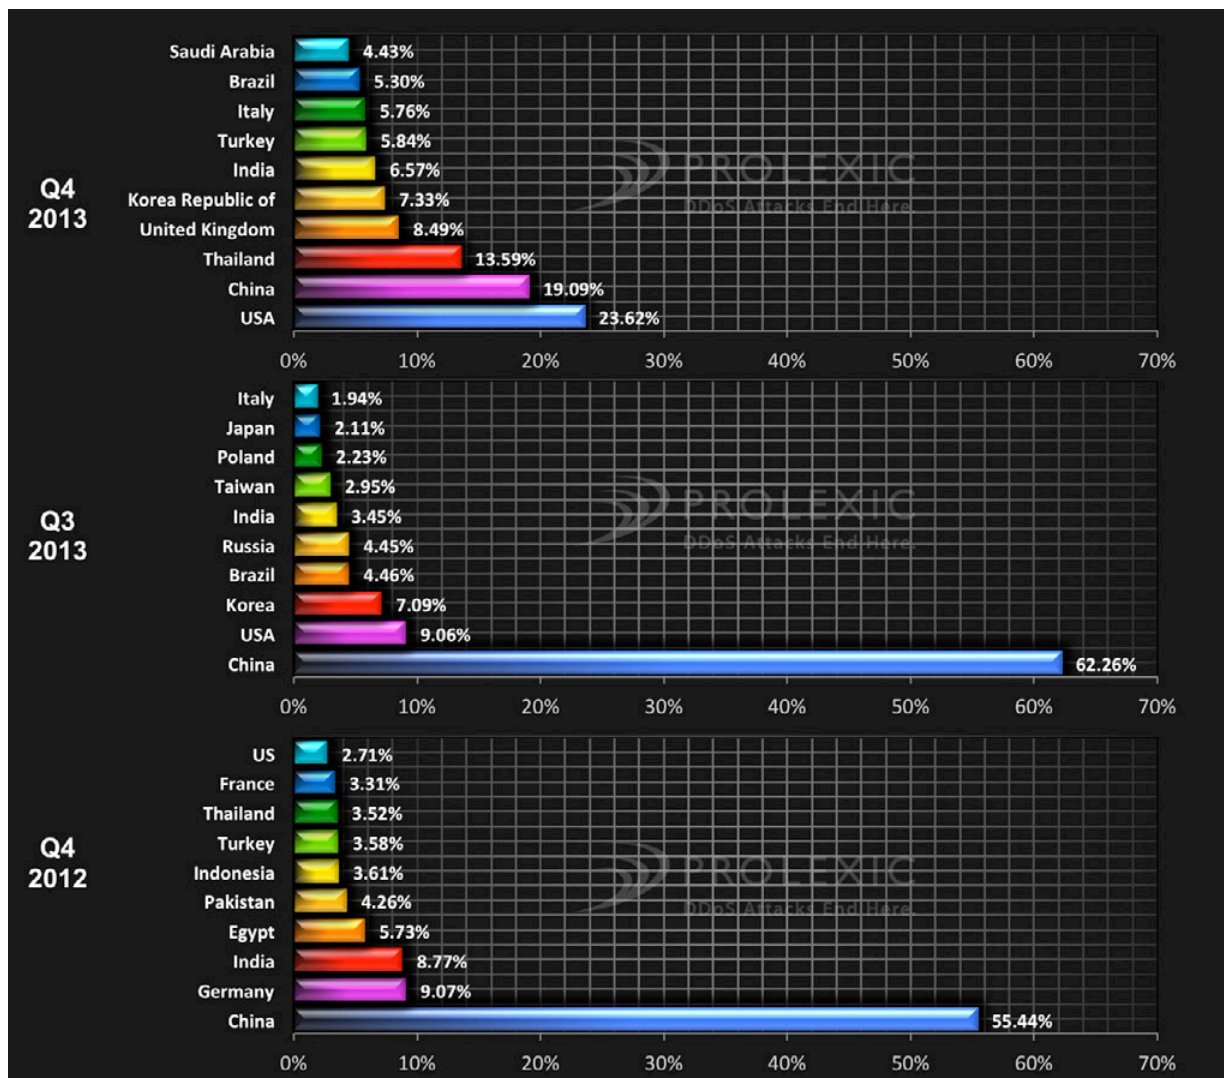 Q4
2013
Saudi Arabia 4.43%
Brazil 5.30%
Italy 5.76%
Turkey 5.84%
India 6.57%
Korea Republic of 7.33%
United Kingdom 8.49%
Thailand 13.59%
China 19.09%
USA 23.62%
PROLEXIC
DDoS Attacks End Here.
0% 10% 20% 30% 40% 50% 60% 70%
Q3
2013
Italy 1.94%
Japan 2.11%
Poland 2.23%
Taiwan 2.95%
India 3.45%
Russia 4.45%
Brazil 4.46%
Korea 7.09%
USA 9.06%
China 62.26%
PROLEXIC
DDoS Attacks End Here.
0% 10% 20% 30% 40% 50% 60% 70%
Q4
2012
US 2.71%
France 3.31%
Thailand 3.52%
Turkey 3.58%
Indonesia 3.61%
Pakistan 4.26%
Egypt 5.73%
India 8.77%
Germany 9.07%
China 55.44%
PROLEXIC
DDoS Attacks End Here.
0% 10% 20% 30% 40% 50% 60% 70%